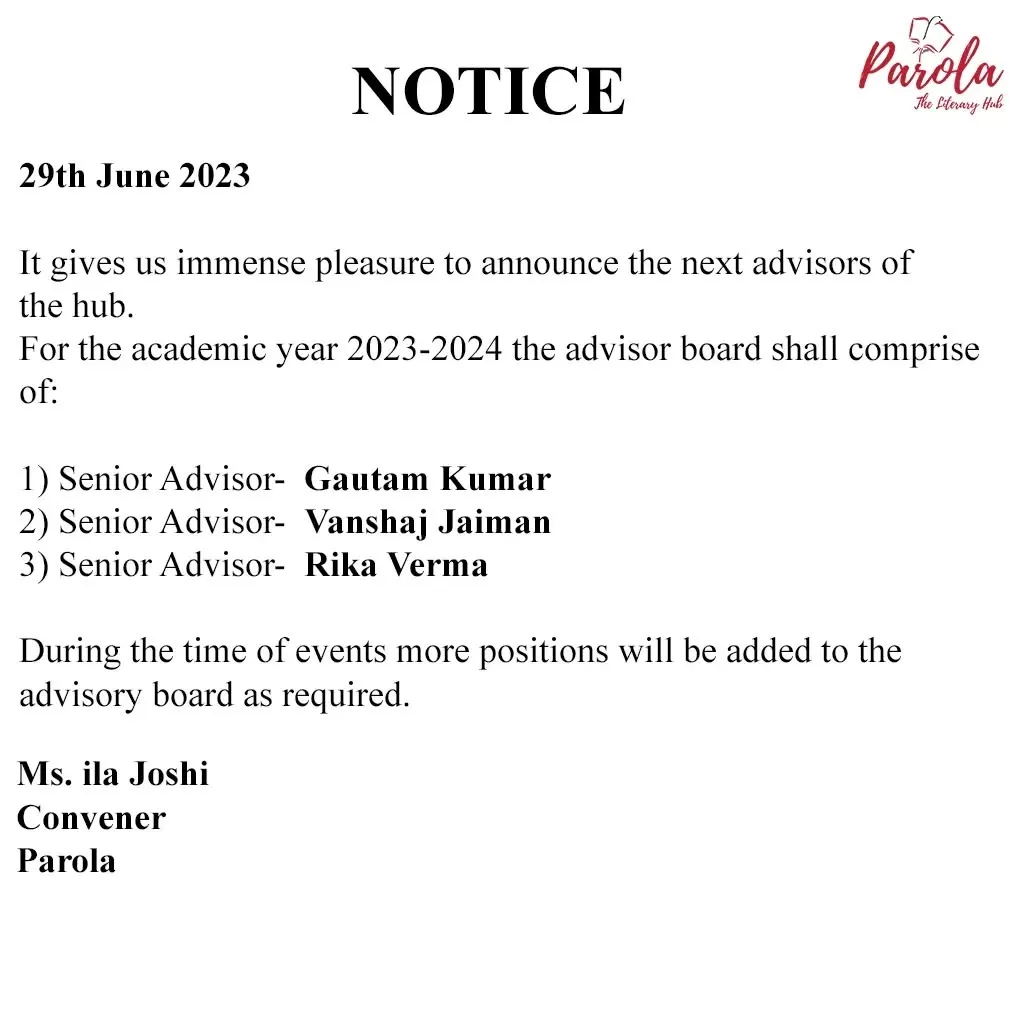 Parola
The Literary Hub
NOTICE
29th June 2023
It gives us immense pleasure to announce the next advisors of
the hub.
For the academic year 2023-2024 the advisor board shall comprise
of:
1) Senior Advisor- Gautam Kumar
2) Senior Advisor- Vanshaj Jaiman
3) Senior Advisor- Rika Verma
During the time of events more positions will be added to the
advisory board as required.
Ms. ila Joshi
Convener
Parola